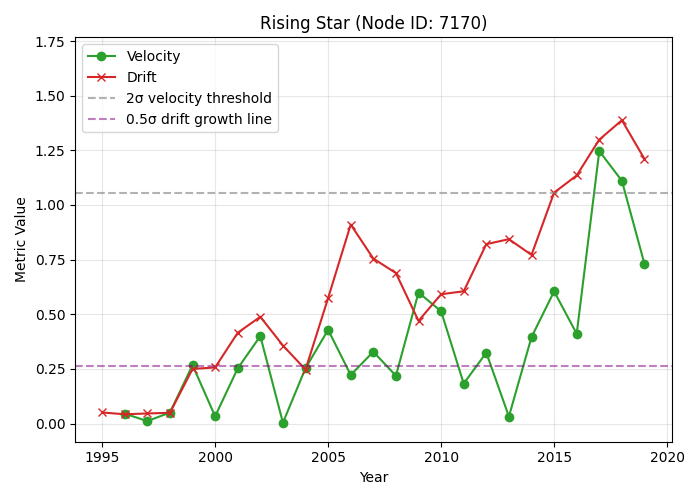 Rising Star (Node ID: 7170)
Velocity
Drift
2σ velocity threshold
0.5σ drift growth line
Metric Value
1.75
1.50
1.25
1.00
0.75
0.50
0.25
0.00
1995
2000
2005
2010
2015
2020
Year